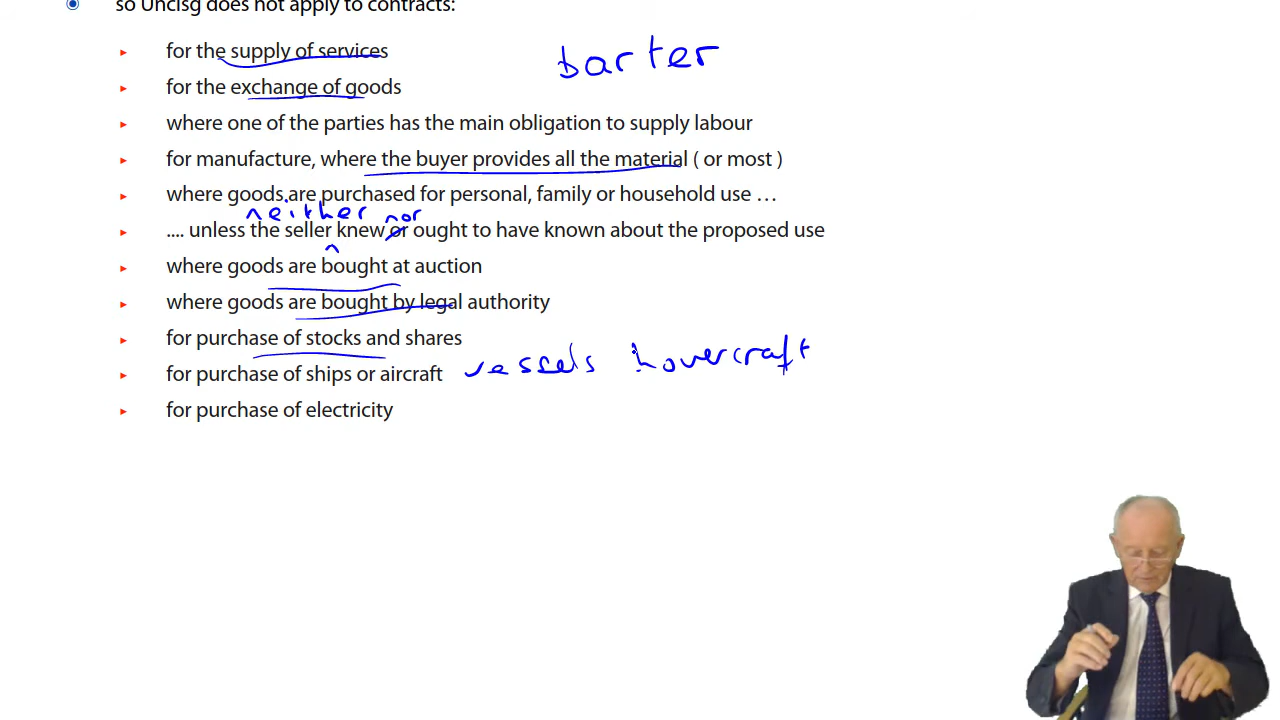 so Uncisg does not apply to contracts:
for the supply of services
barter
for the exchange of goods
where one of the parties has the main obligation to supply labour
for manufacture, where the buyer provides all the material ( or most )
where goods are purchased for personal, family or household use …
neither nor
.... unless the seller knew or ought to have known about the proposed use
where goods are bought at auction
where goods are bought by legal authority
for purchase of stocks and shares
for purchase of ships or aircraft vessels hovercraft
for purchase of electricity